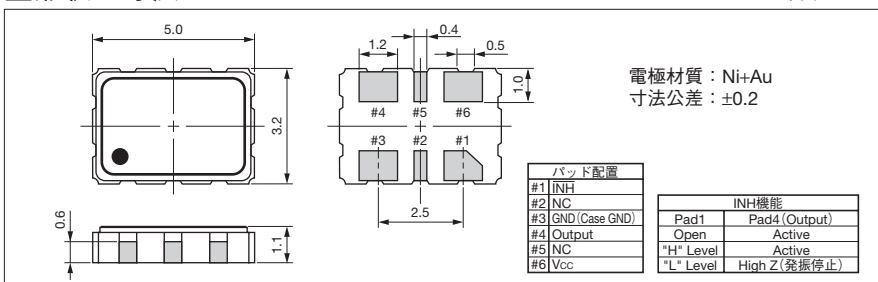 5.0
3.2
0.6
1.1
1.2
0.4
0.5
1.0
#4 #5 #6
#3 #2 #1
2.5
電極材質：Ni+Au
寸法公差：±0.2
パッド配置
#1 INH
#2 NC
#3 GND(Case GND)
#4 Output
#5 NC
#6 Vcc
INH機能
Pad1 Pad4(Output)
Open Active
"H" Level Active
"L" Level High Z(発振停止)